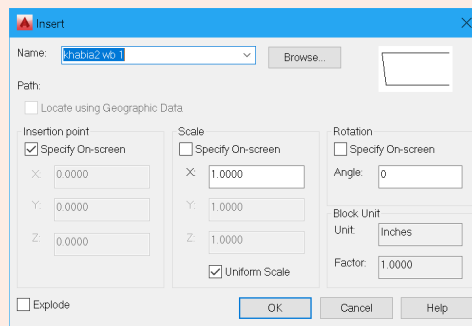 Insert
Name: khabia2 wb 1 Browse...
Path:
Locate using Geographic Data
Insertion point
Specify On-screen
X: 0.0000
Y: 0.0000
Z: 0.0000
Scale
Specify On-screen
X: 1.0000
Y: 1.0000
Z: 1.0000
Uniform Scale
Rotation
Specify On-screen
Angle: 0
Block Unit
Unit: Inches
Factor: 1.0000
Explode
OK Cancel Help